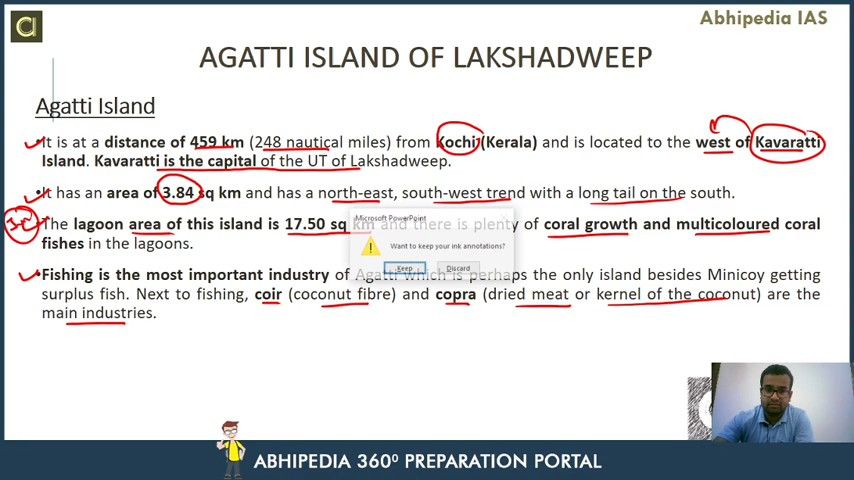 a
Abhipedia IAS
AGATTI ISLAND OF LAKSHADWEEP
Agatti Island
•It is at a distance of 459 km (248 nautical miles) from Kochi (Kerala) and is located to the west of Kavaratti
Island. Kavaratti is the capital of the UT of Lakshadweep.
•It has an area of 3.84 sq km and has a north-east, south-west trend with a long tail on the south.
•The lagoon area of this island is 17.50 sq km and there is plenty of coral growth and multicoloured coral
fishes in the lagoons.
•Fishing is the most important industry of Agatti which is perhaps the only island besides Minicoy getting
surplus fish. Next to fishing, coir (coconut fibre) and copra (dried meat or kernel of the coconut) are the
main industries.
Microsoft PowerPoint
Want to keep your ink annotations?
Keep Discard
ABHIPEDIA 360⁰ PREPARATION PORTAL